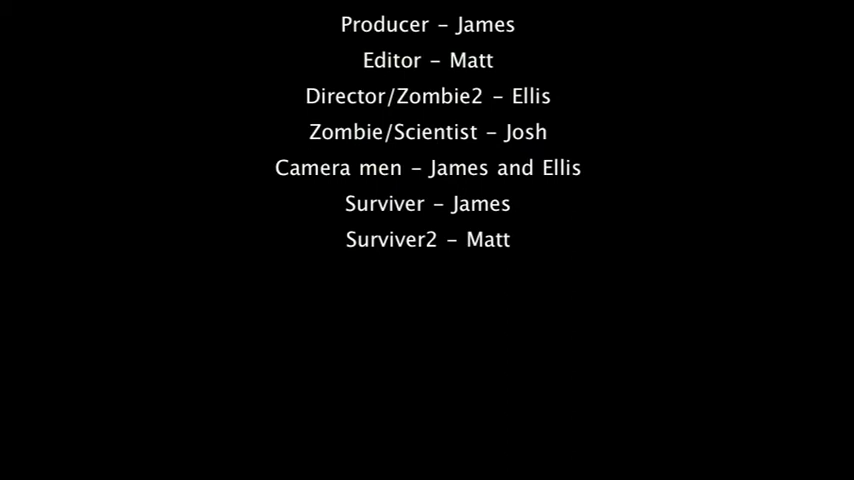 Producer – James
Editor – Matt
Director/Zombie2 – Ellis
Zombie/Scientist – Josh
Camera men – James and Ellis
Surviver – James
Surviver2 – Matt